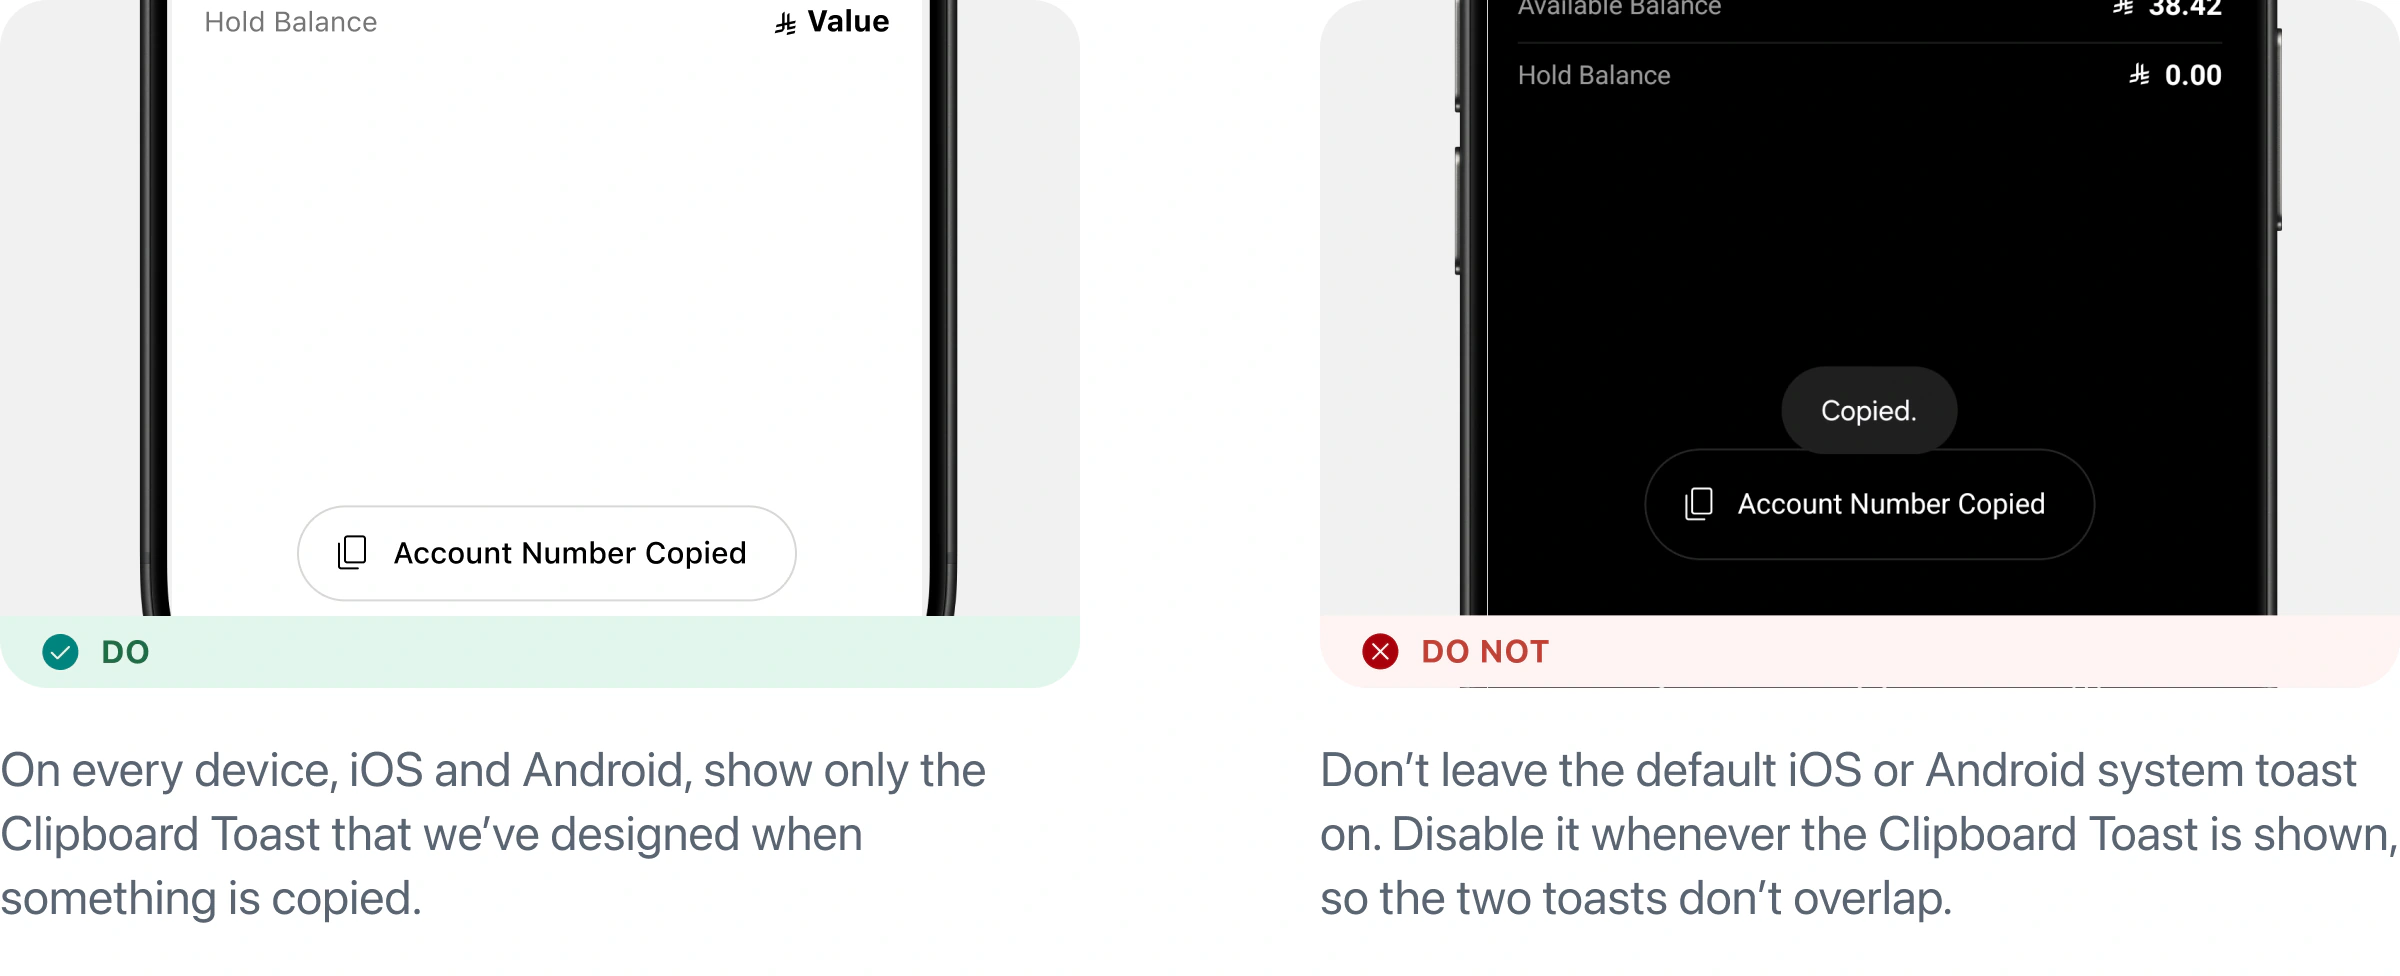 Hold Balance
Value
DO
On every device, iOS and Android, show only the
Clipboard Toast that we’ve designed when
something is copied.
Account Number Copied
Available Balance
38.42
Hold Balance
0.00
Copied.
Account Number Copied
DO NOT
Don’t leave the default iOS or Android system toast
on. Disable it whenever the Clipboard Toast is shown,
so the two toasts don’t overlap.